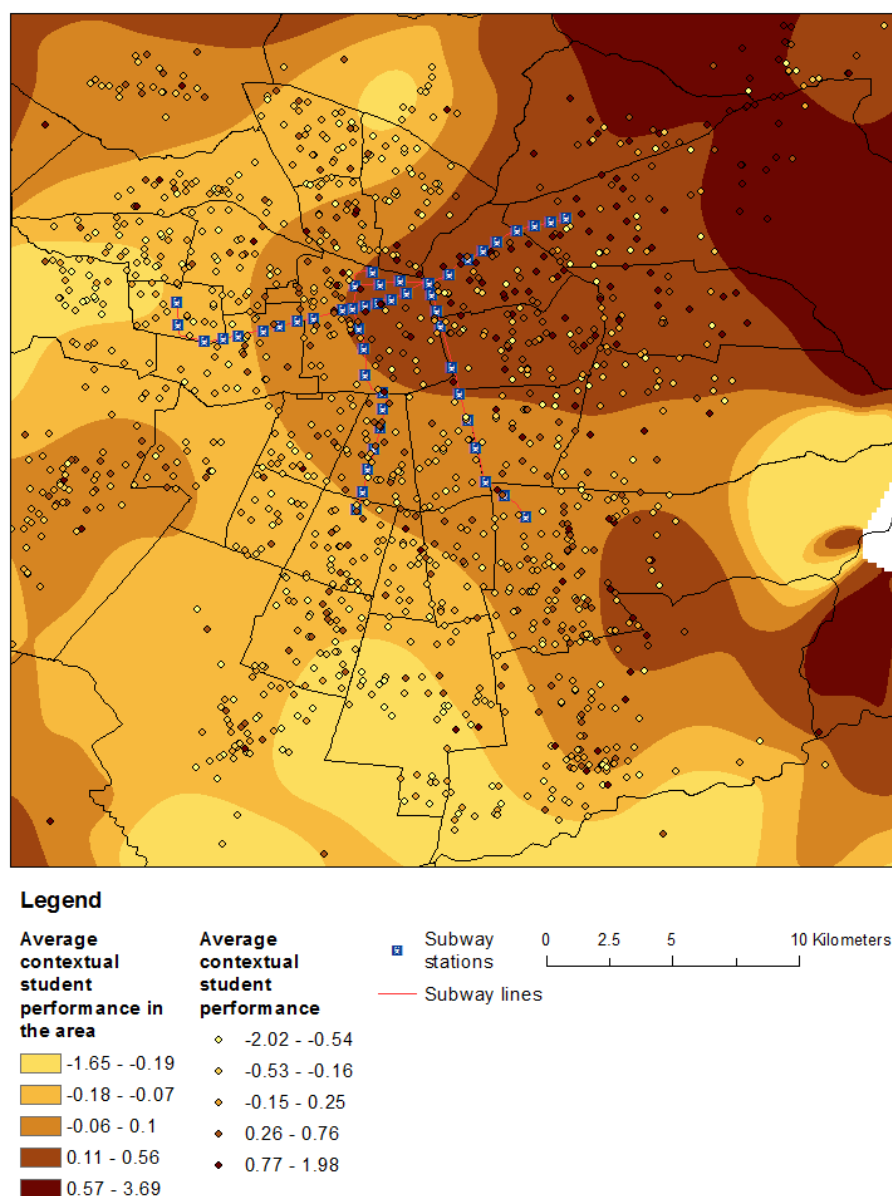 Legend
Average
contextual
student
performance in
the area
-1.65 - -0.19
-0.18 - -0.07
-0.06 - 0.1
0.11 - 0.56
0.57 - 3.69
Average
contextual
student
performance
-2.02 - -0.54
-0.53 - -0.16
-0.15 - 0.25
0.26 - 0.76
0.77 - 1.98
Subway
stations
Subway lines
0 2.5 5 10 Kilometers